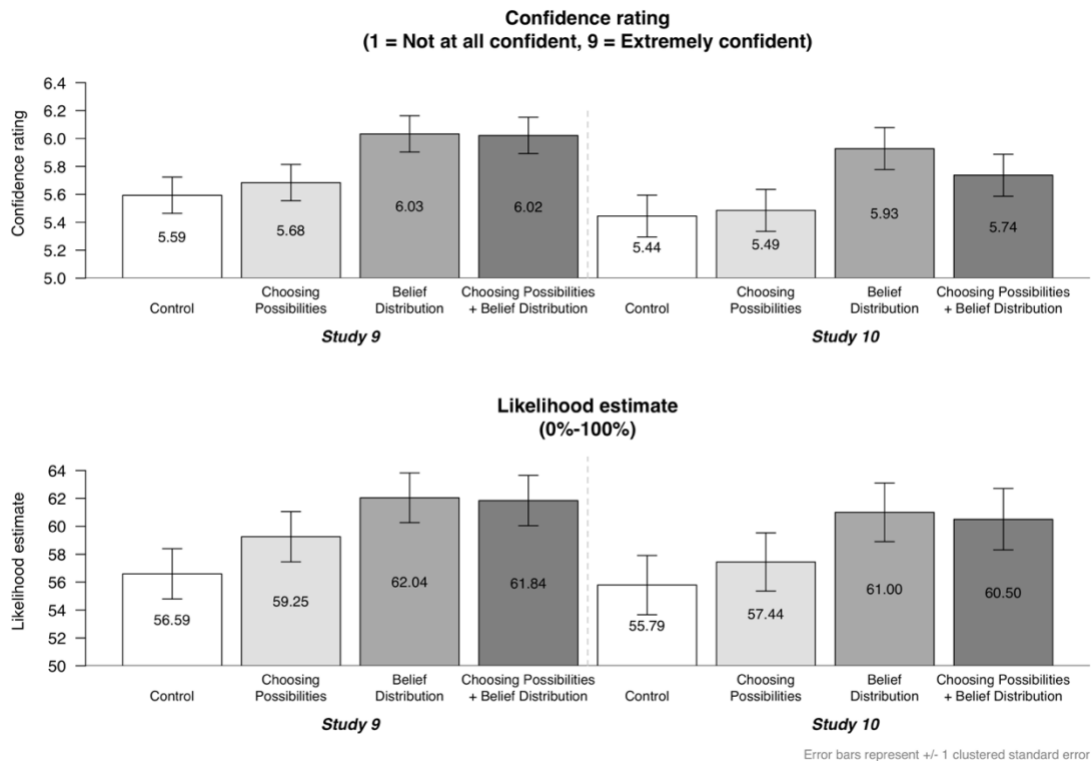 Confidence rating
(1 = Not at all confident, 9 = Extremely confident)
Confidence rating
6.4
6.2
6.0
5.8
5.6
5.4
5.2
5.0
5.59
5.68
6.03
6.02
5.44
5.49
5.93
5.74
Control
Choosing
Possibilities
Belief
Distribution
Choosing Possibilities
+ Belief Distribution
Control
Choosing
Possibilities
Belief
Distribution
Choosing Possibilities
+ Belief Distribution
Study 9
Study 10
Likelihood estimate
(0%-100%)
Likelihood estimate
64
62
60
58
56
54
52
50
56.59
59.25
62.04
61.84
55.79
57.44
61.00
60.50
Control
Choosing
Possibilities
Belief
Distribution
Choosing Possibilities
+ Belief Distribution
Control
Choosing
Possibilities
Belief
Distribution
Choosing Possibilities
+ Belief Distribution
Study 9
Study 10
Error bars represent +/- 1 clustered standard error